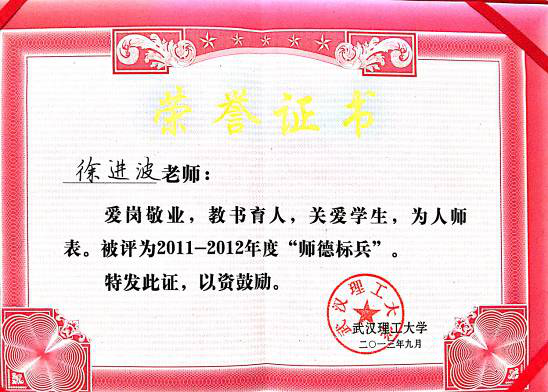 荣誉证书
徐进波老师：
爱岗敬业，教书育人，关爱学生，为人师
表。被评为2011-2012年度“师德标兵”。
特发此证，以资鼓励。
武汉理工大学
武汉理工大学
二〇一二年九月